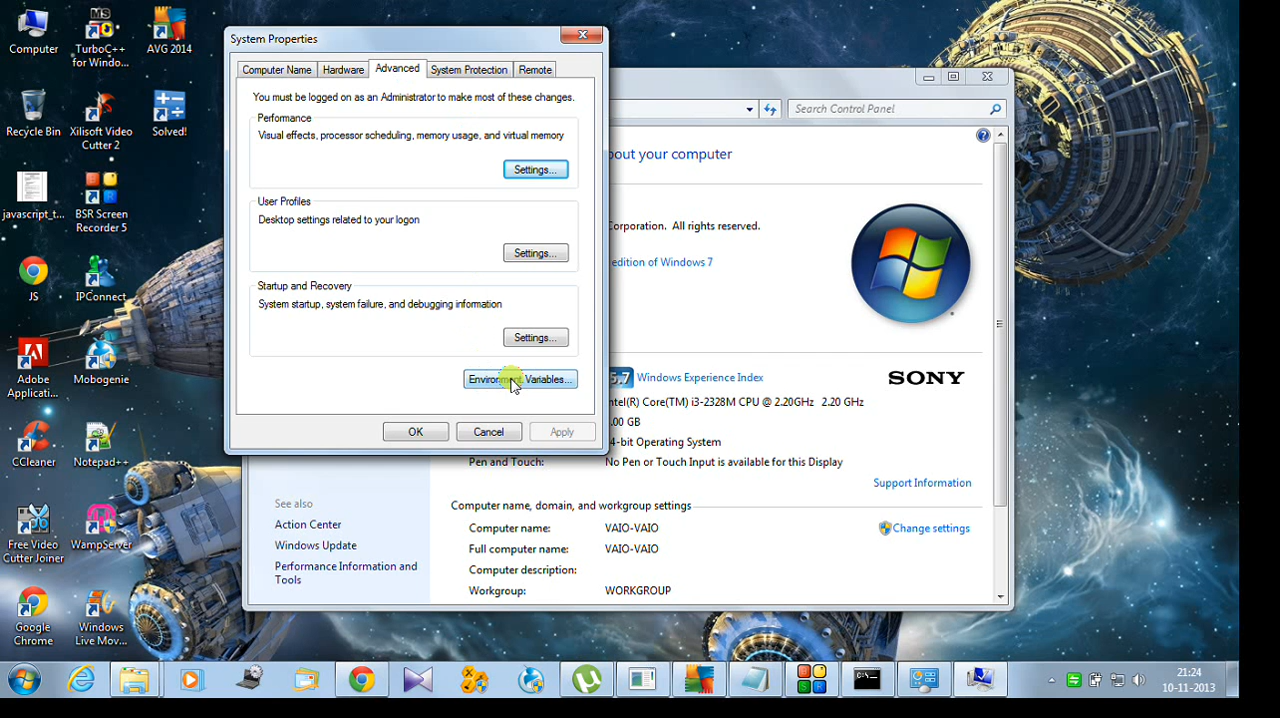 Computer
MS
TurboC++
for Windo...
AVG 2014
Recycle Bin
Xilisoft Video
Cutter 2
Solved!
javascript_t...
BSR Screen
Recorder 5
JS
IPConnect
Adobe
Applicati...
Mobogenie
CCleaner
Notepad++
Free Video
Cutter Joiner
WampServer
Google
Chrome
Windows
Live Mov...
System Properties
Computer Name
Hardware
Advanced
System Protection
Remote
You must be logged on as an Administrator to make most of these changes.
Performance
Visual effects, processor scheduling, memory usage, and virtual memory
Settings...
User Profiles
Desktop settings related to your logon
Settings...
Startup and Recovery
System startup, system failure, and debugging information
Settings...
Environment Variables...
OK
Cancel
Apply
Search Control Panel
bout your computer
Corporation. All rights reserved.
edition of Windows 7
5.7 Windows Experience Index
SONY
Intel(R) Core(TM) i3-2328M CPU @ 2.20GHz 2.20 GHz
.00 GB
4-bit Operating System
Pen and Touch:
No Pen or Touch Input is available for this Display
Support Information
See also
Action Center
Windows Update
Performance Information and
Tools
Computer name, domain, and workgroup settings
Computer name:
VAIO-VAIO
Change settings
Full computer name:
VAIO-VAIO
Computer description:
Workgroup:
WORKGROUP
21:24
10-11-2013